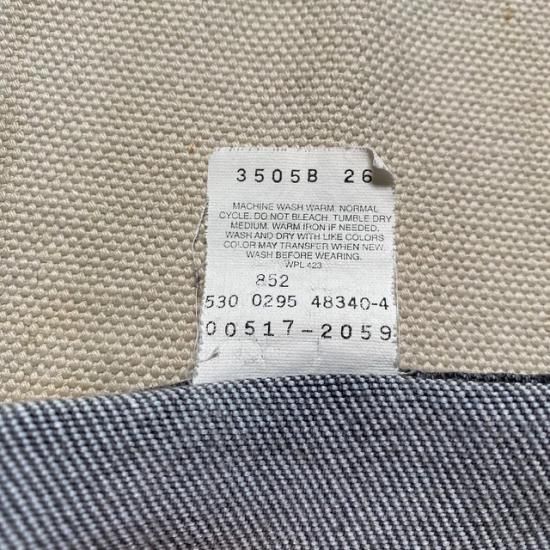 3505B 26
MACHINE WASH WARM. NORMAL
CYCLE. DO NOT BLEACH. TUMBLE DRY
MEDIUM. WARM IRON IF NEEDED.
WASH AND DRY WITH LIKE COLORS
COLOR MAY TRANSFER WHEN NEW.
WASH BEFORE WEARING.
WPL 423
852
530 0295 48340-4
00517-2059